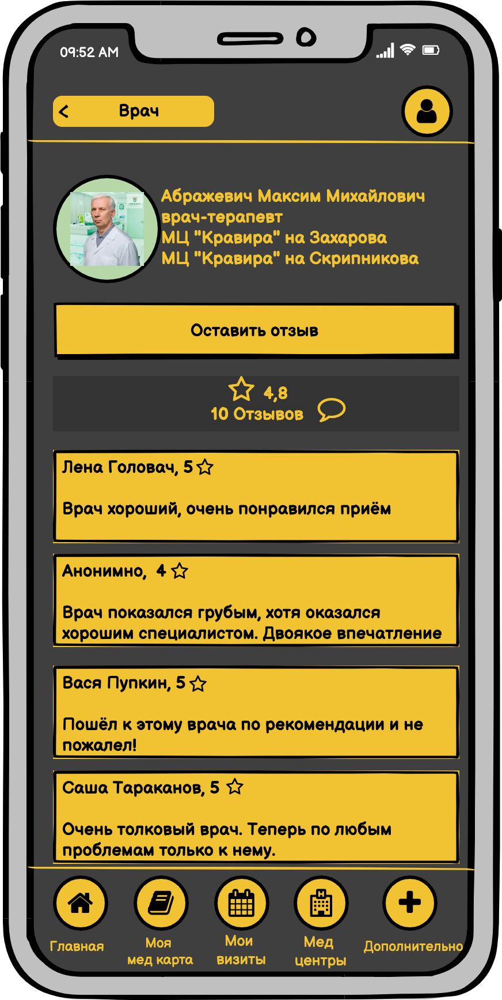 09:52 AM
Врач
Абражевич Максим Михайлович
врач-терапевт
МЦ "Кравира" на Захарова
МЦ "Кравира" на Скрипникова
Оставить отзыв
4,8
10 Отзывов
Лена Головач, 5
Врач хороший, очень понравился приём
Анонимно, 4
Врач показался грубым, хотя оказался
хорошим специалистом. Двоякое впечатление
Вася Пупкин, 5
Пошёл к этому врача по рекомендации и не
пожалел!
Саша Тараканов, 5
Очень толковый врач. Теперь по любым
проблемам только к нему.
Главная
Моя
мед карта
Мои
визиты
H
Мед
центры
Дополнительно